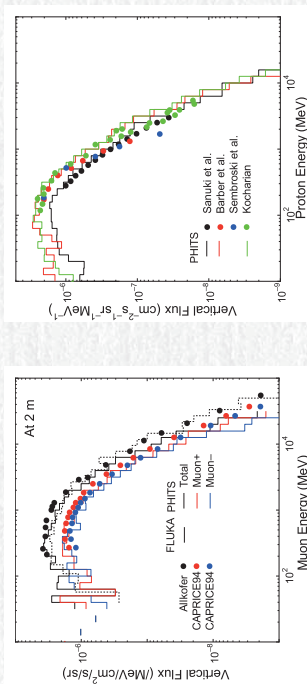 Vertical Flux (cm⁻²s⁻¹sr⁻¹MeV⁻¹)
10⁻⁶
10⁻⁷
10⁻⁸
10⁻⁹
PHITS
Sanuki et al.
Barber et al.
Sembroski et al.
Kocharian
10²
10⁴
Proton Energy (MeV)
Vertical Flux (/MeV/cm²/s/sr)
10⁻⁶
10⁻⁸
At 2 m
FLUKA PHITS
Allkofer Total
CAPRICE94 Muon+
CAPRICE94 Muon−
10²
10⁴
Muon Energy (MeV)